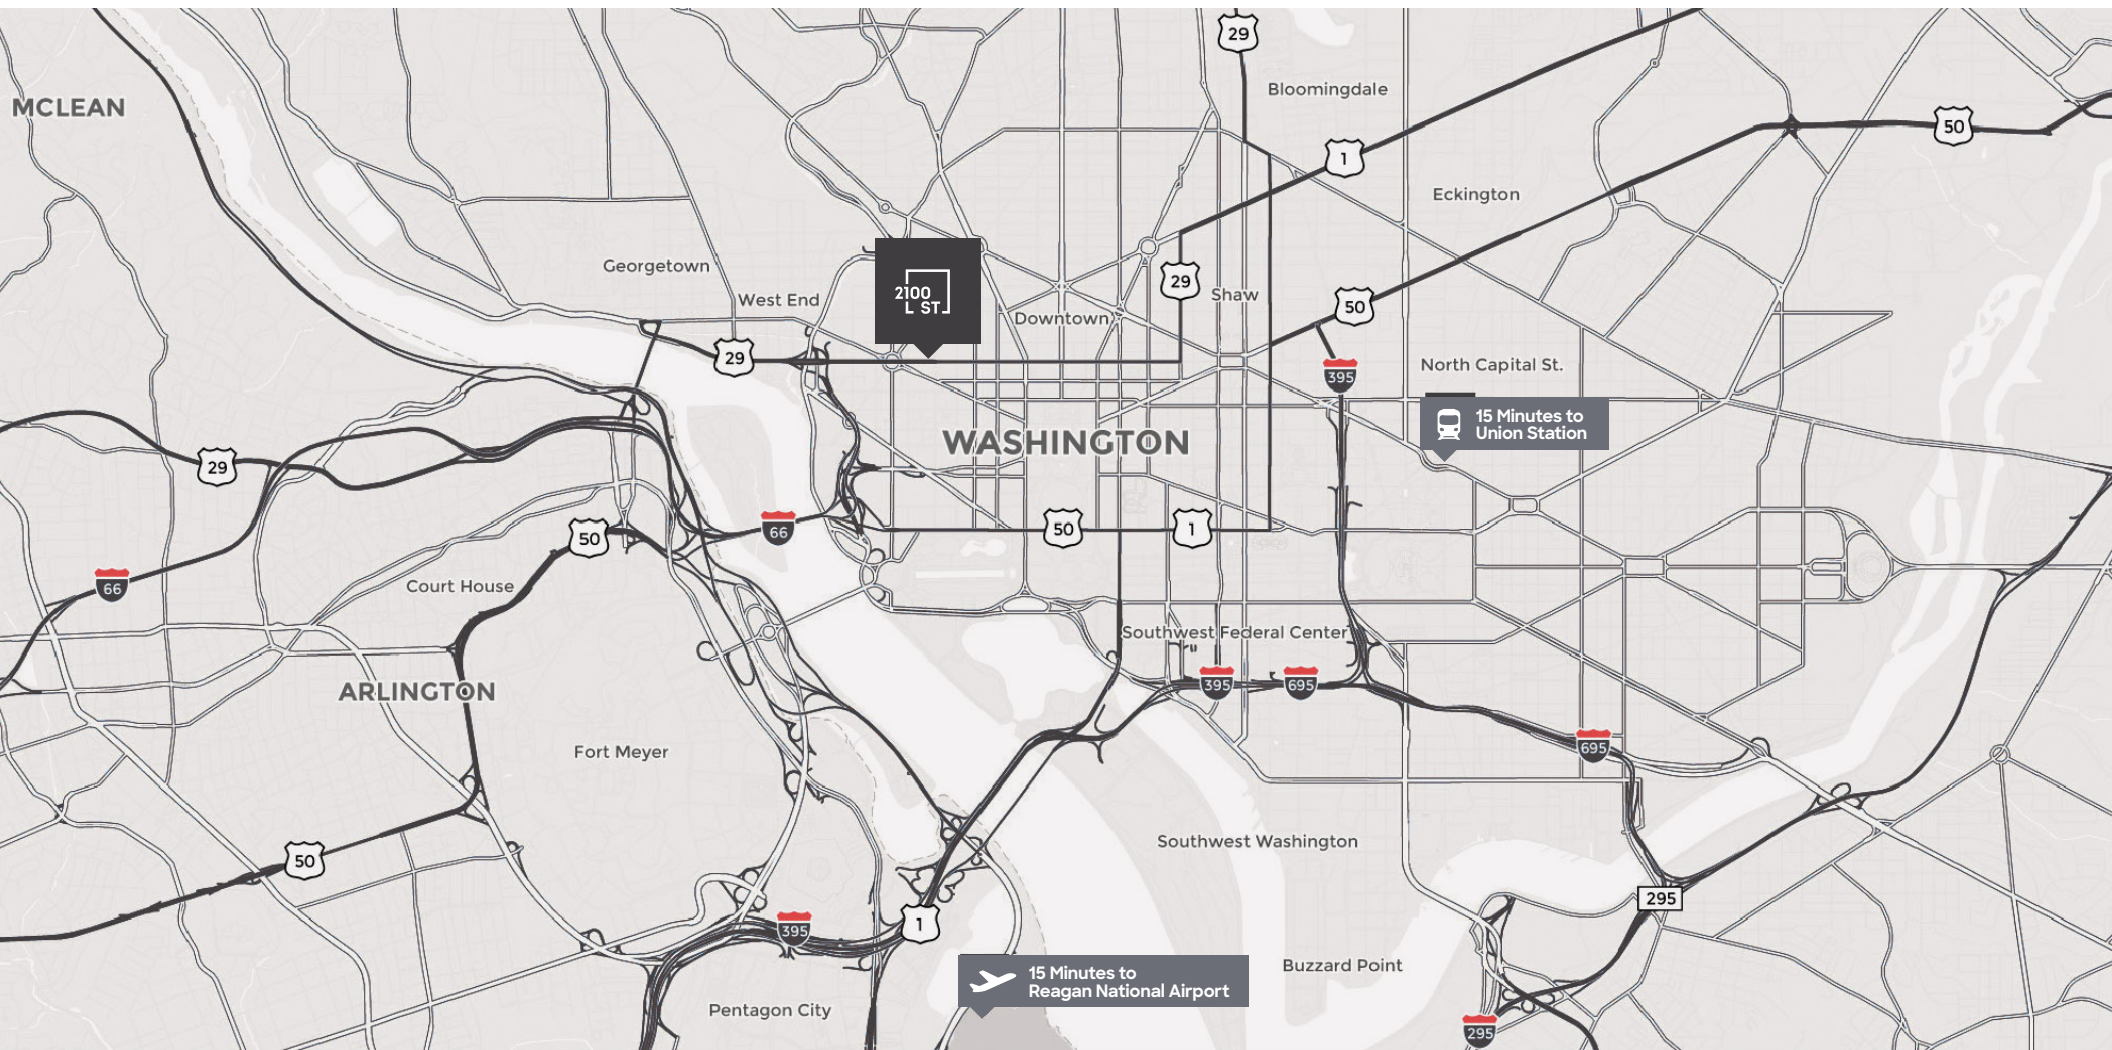 29
Bloomingdale
MCLEAN
50
1
Eckington
Georgetown
29
2100
L ST
West End
Shaw
50
Downtown
29
395
North Capital St.
15 Minutes to
Union Station
WASHINGTON
29
66
50
50
1
66
Court House
Southwest Federal Center
ARLINGTON
395
695
Fort Meyer
695
Southwest Washington
50
295
1
395
Buzzard Point
15 Minutes to
Reagan National Airport
Pentagon City
295